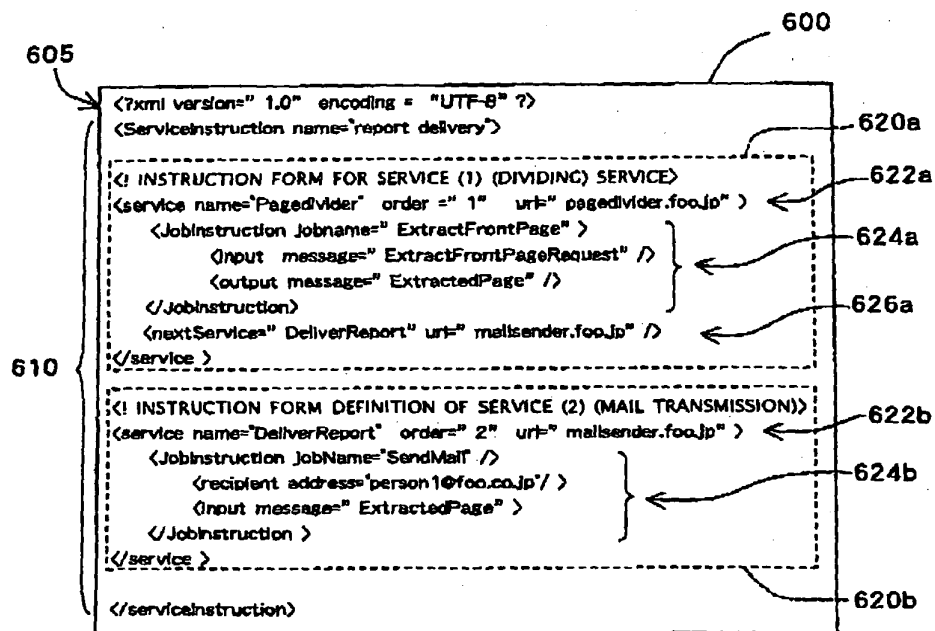 600
605
<?xml version=" 1.0" encoding = "UTF-8" ?>
<ServiceInstruction name="report delivery">
620a
<! INSTRUCTION FORM FOR SERVICE (1) (DIVIDING) SERVICE>
622a
<service name="Pagedivider" order =" 1" url=" pagedivider.foo.jp" >
<JobInstruction Jobname=" ExtractFrontPage" >
624a
<input message=" ExtractFrontPageRequest" />
<output message=" ExtractedPage" />
</JobInstruction>
626a
<nextService=" DeliverReport" url=" mailsender.foo.jp" />
</service >
610
<! INSTRUCTION FORM DEFINITION OF SERVICE (2) (MAIL TRANSMISSION)>
622b
<service name="DeliverReport" order=" 2" url=" mailsender.foo.jp" >
<JobInstruction JobName="SendMail" />
624b
<recipient address="person1@foo.co.jp"/ >
<input message=" ExtractedPage" >
</JobInstruction >
</service >
620b
</serviceInstruction>